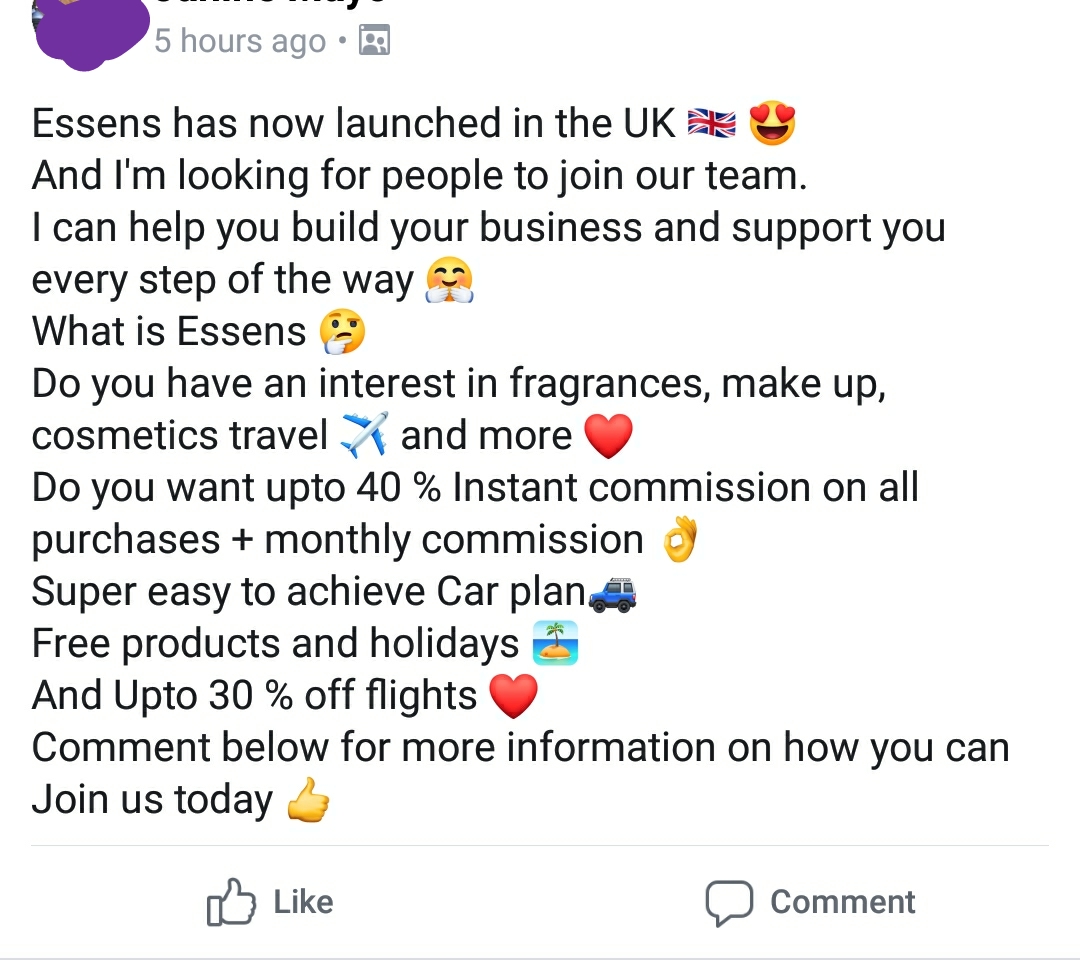 5 hours ago •
Essens has now launched in the UK 🇬🇧 😍
And I'm looking for people to join our team.
I can help you build your business and support you
every step of the way 🤗
What is Essens 🤔
Do you have an interest in fragrances, make up,
cosmetics travel ✈️ and more ❤️
Do you want upto 40 % Instant commission on all
purchases + monthly commission 👌
Super easy to achieve Car plan🚙
Free products and holidays 🏝️
And Upto 30 % off flights ❤️
Comment below for more information on how you can
Join us today 👍
Like
Comment